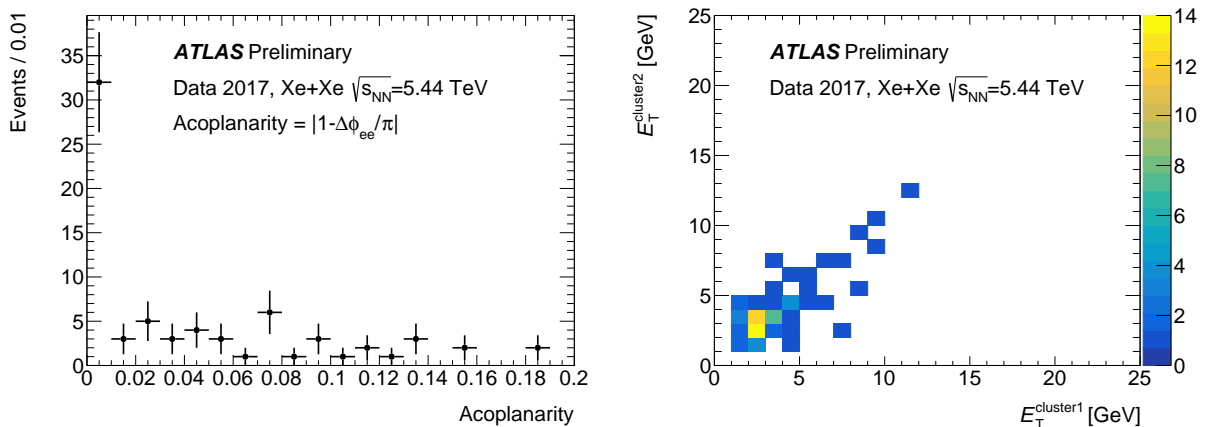 Events / 0.01
35
30
25
20
15
10
5
0
ATLAS Preliminary
Data 2017, Xe+Xe √s_NN=5.44 TeV
Acoplanarity = |1-Δϕ_ee/π|
0 0.02 0.04 0.06 0.08 0.1 0.12 0.14 0.16 0.18 0.2
Acoplanarity
E_T^cluster2 [GeV]
25
20
15
10
5
0
ATLAS Preliminary
Data 2017, Xe+Xe √s_NN=5.44 TeV
0 5 10 15 20 25
E_T^cluster1 [GeV]
14
12
10
8
6
4
2
0